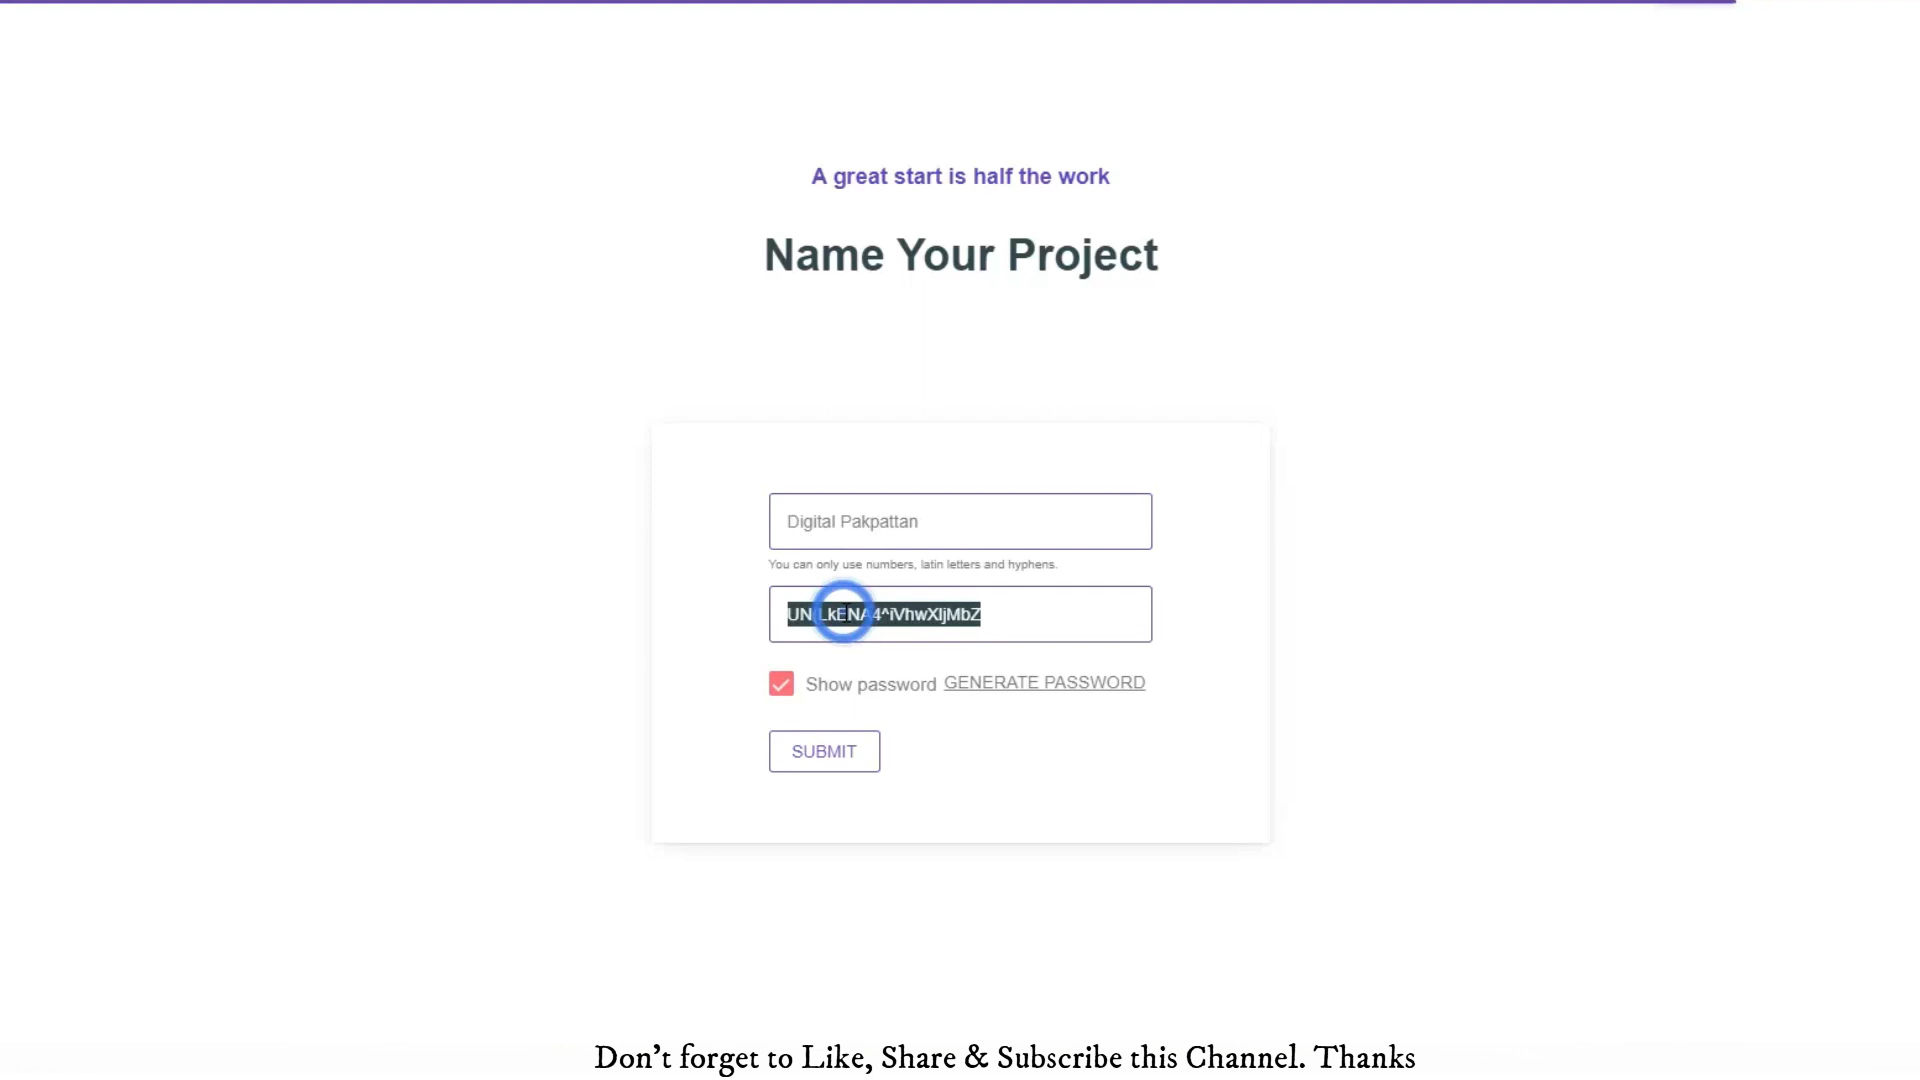 A great start is half the work
Name Your Project
Digital Pakpattan
You can only use numbers, latin letters and hyphens.
Show password GENERATE PASSWORD
SUBMIT
Don't forget to Like, Share & Subscribe this Channel. Thanks